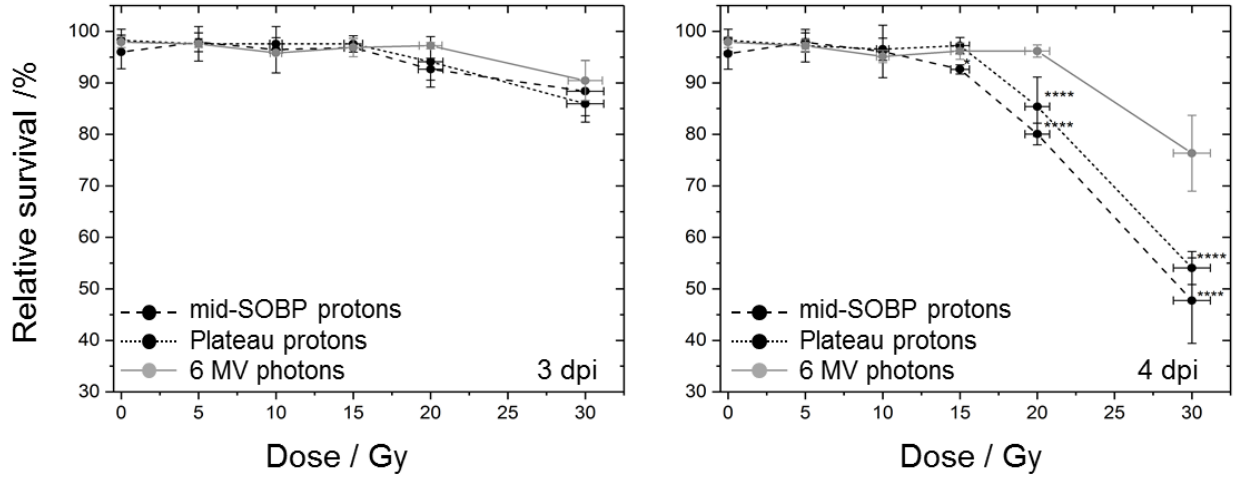 Relative survival /%
100
90
80
70
60
50
40
30
mid-SOBP protons
Plateau protons
6 MV photons
3 dpi
0 5 10 15 20 25 30
Dose / Gy
100
90
80
70
60
50
40
30
*
****
****
****
****
mid-SOBP protons
Plateau protons
6 MV photons
4 dpi
0 5 10 15 20 25 30
Dose / Gy